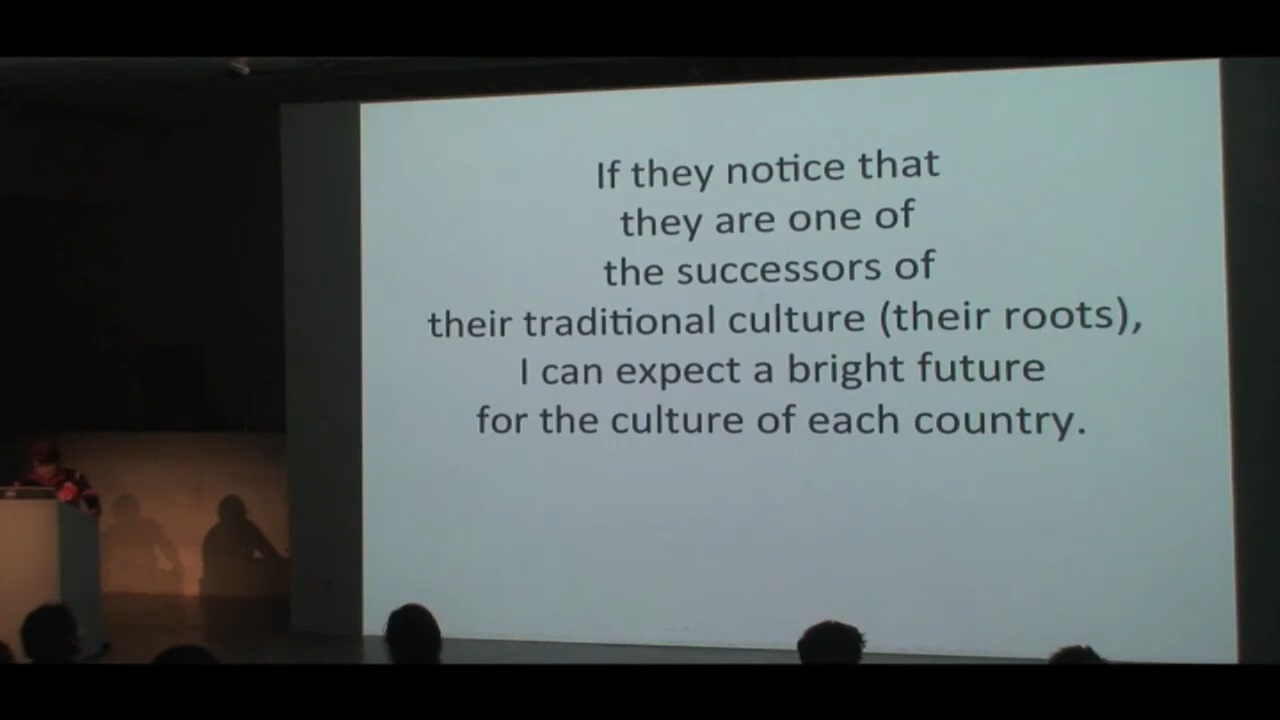 If they notice that
they are one of
the successors of
their traditional culture (their roots),
I can expect a bright future
for the culture of each country.